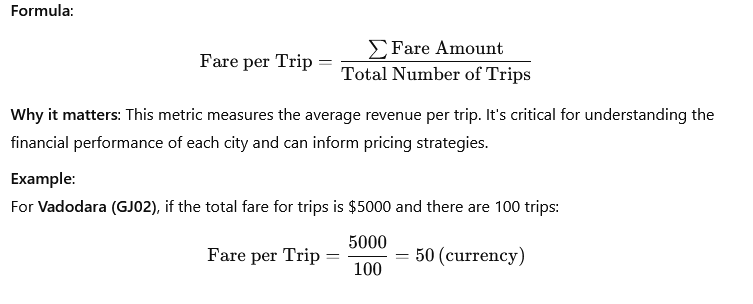 Formula:
Fare per Trip = ∑ Fare Amount / Total Number of Trips
Why it matters: This metric measures the average revenue per trip. It's critical for understanding the
financial performance of each city and can inform pricing strategies.
Example:
For Vadodara (GJ02), if the total fare for trips is $5000 and there are 100 trips:
Fare per Trip = 5000 / 100 = 50 (currency)